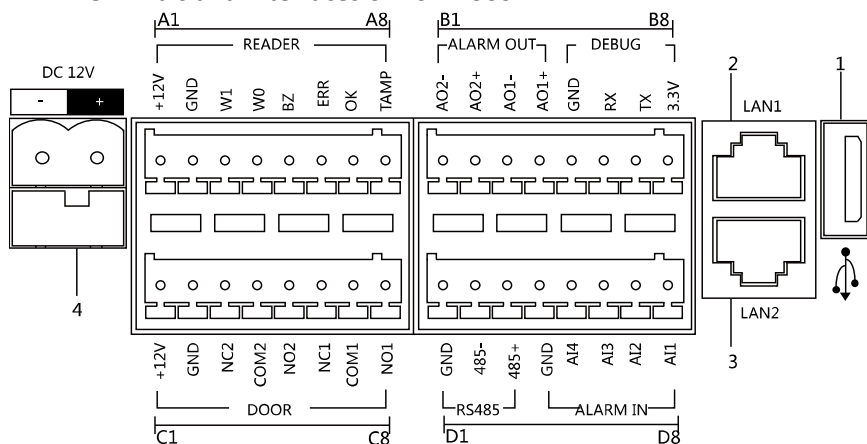 A1 A8 B1 B8
READER ALARM OUT DEBUG
DC 12V
- +
+12V GND W1 W0 BZ ERR OK TAMP AO2- AO2+ AO1- AO1+ GND RX TX 3.3V
2 1
LAN1
4
LAN2
3
+12V GND NC2 COM2 NO2 NC1 COM1 NO1 GND 485- 485+ GND AI4 AI3 AI2 AI1
DOOR RS485 ALARM IN
C1 C8 D1 D8